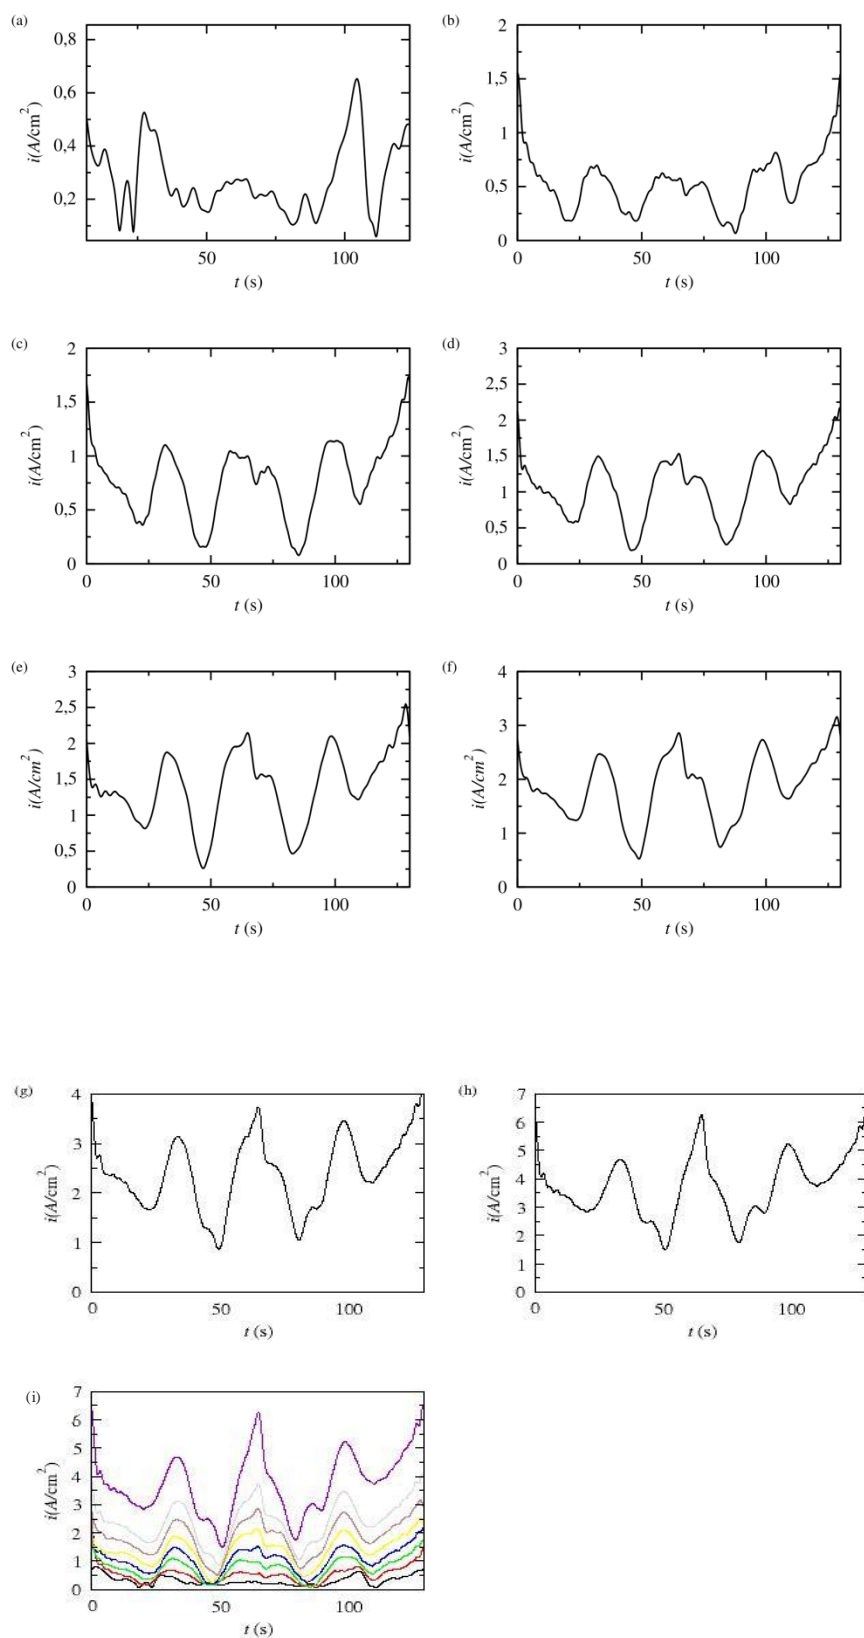 (a)
0,8
0,6
0,4
0,2
i(A/cm²)
50
100
t (s)
(b)
2
1,5
1
0,5
0
i(A/cm²)
0
50
100
t (s)
(c)
2
1,5
1
0,5
0
i(A/cm²)
0
50
100
t (s)
(d)
3
2,5
2
1,5
1
0,5
0
i(A/cm²)
0
50
100
t (s)
(e)
3
2,5
2
1,5
1
0,5
0
i(A/cm²)
0
50
100
t (s)
(f)
4
3
2
1
0
i(A/cm²)
0
50
100
t (s)
(g)
4
3
2
1
0
i(A/cm²)
0
50
100
t (s)
(h)
7
6
5
4
3
2
1
0
i(A/cm²)
0
50
100
t (s)
(i)
7
6
5
4
3
2
1
0
i(A/cm²)
0
50
100
t (s)